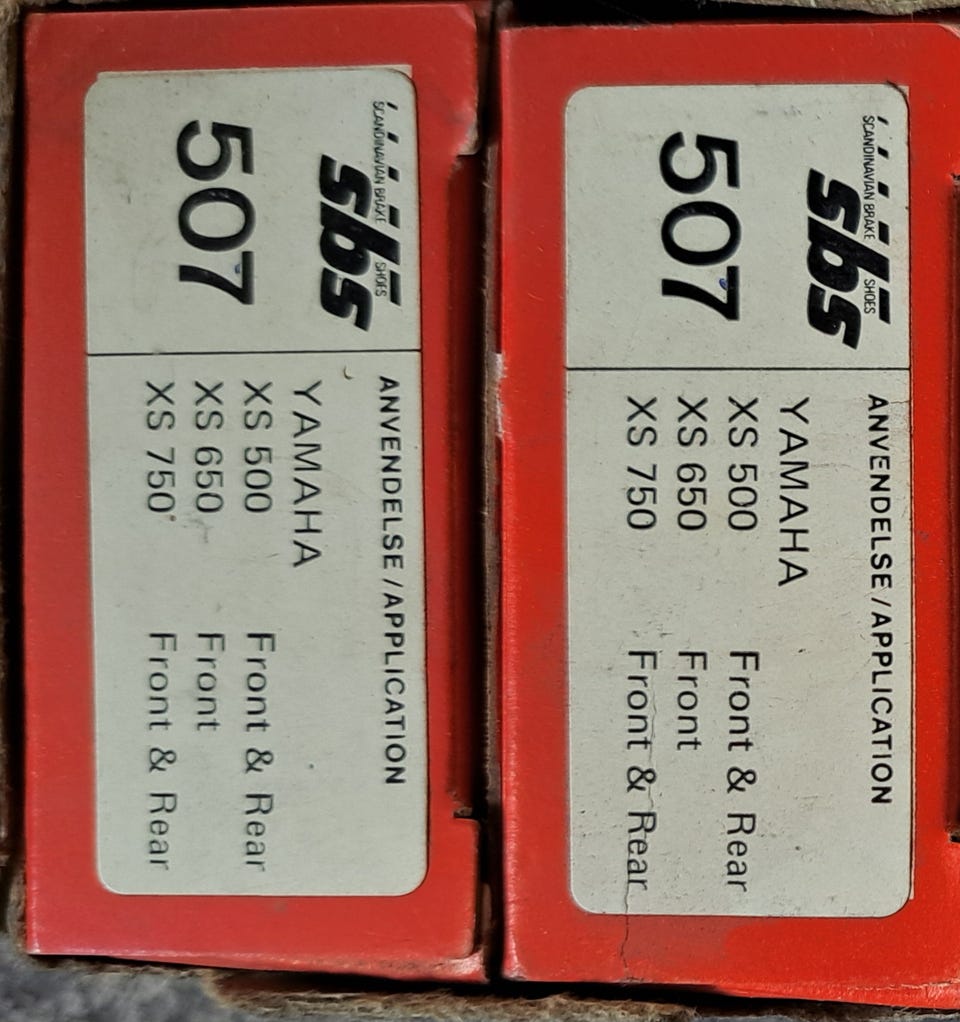 SCANDINAVIAN BRAKE SHOES
sbs
507
ANVENDELSE/APPLICATION
YAMAHA
XS 500 Front & Rear
XS 650 Front
XS 750 Front & Rear
SCANDINAVIAN BRAKE SHOES
sbs
507
ANVENDELSE/APPLICATION
YAMAHA
XS 500 Front & Rear
XS 650 Front
XS 750 Front & Rear